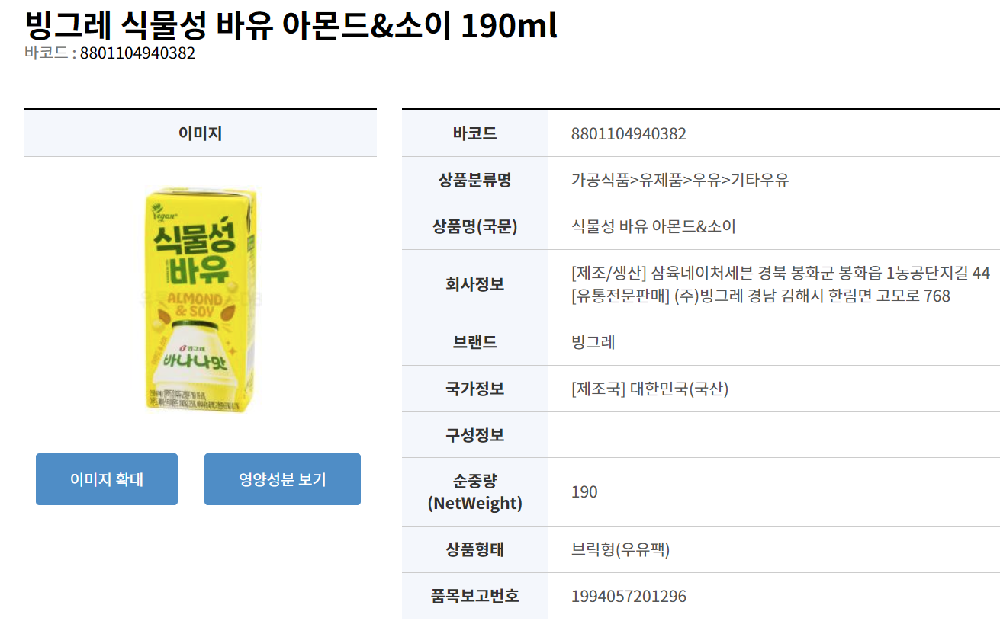 빙그레 식물성 바유 아몬드&소이 190ml
바코드 : 8801104940382
이미지
Vegan
식물성
바유
ALMOND
& SOY
빙그레
바나나맛
이미지 확대
영양성분 보기
바코드 8801104940382
상품분류명 가공식품>유제품>우유>기타우유
상품명(국문) 식물성 바유 아몬드&소이
회사정보
[제조/생산] 삼육네이처세븐 경북 봉화군 봉화읍 1농공단지길 44
[유통전문판매] (주)빙그레 경남 김해시 한림면 고모로 768
브랜드 빙그레
국가정보 [제조국] 대한민국(국산)
구성정보
순중량
(NetWeight)
190
상품형태 브릭형(우유팩)
품목보고번호 1994057201296